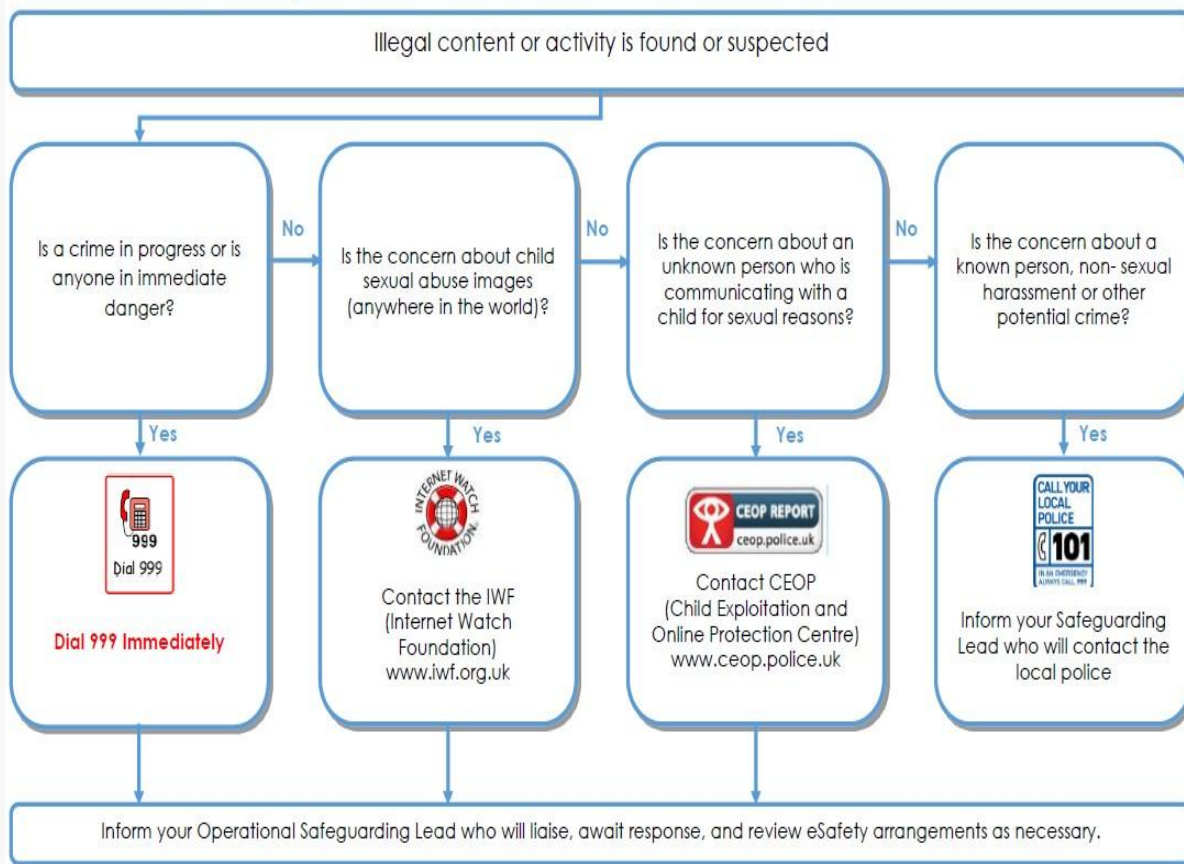 Illegal content or activity is found or suspected
Is a crime in progress or is
anyone in immediate
danger?
No
Is the concern about child
sexual abuse images
(anywhere in the world)?
No
Is the concern about an
unknown person who is
communicating with a
child for sexual reasons?
No
Is the concern about a
known person, non- sexual
harassment or other
potential crime?
Yes
Yes
Yes
Yes
999
Dial 999
Dial 999 Immediately
INTERNET WATCH
FOUNDATION
Contact the IWF
(Internet Watch
Foundation)
www.iwf.org.uk
CEOP REPORT
ceop.police.uk
Contact CEOP
(Child Exploitation and
Online Protection Centre)
www.ceop.police.uk
CALL YOUR
LOCAL
POLICE
101
IN AN EMERGENCY
ALWAYS CALL 999
Inform your Safeguarding
Lead who will contact the
local police
Inform your Operational Safeguarding Lead who will liaise, await response, and review eSafety arrangements as necessary.